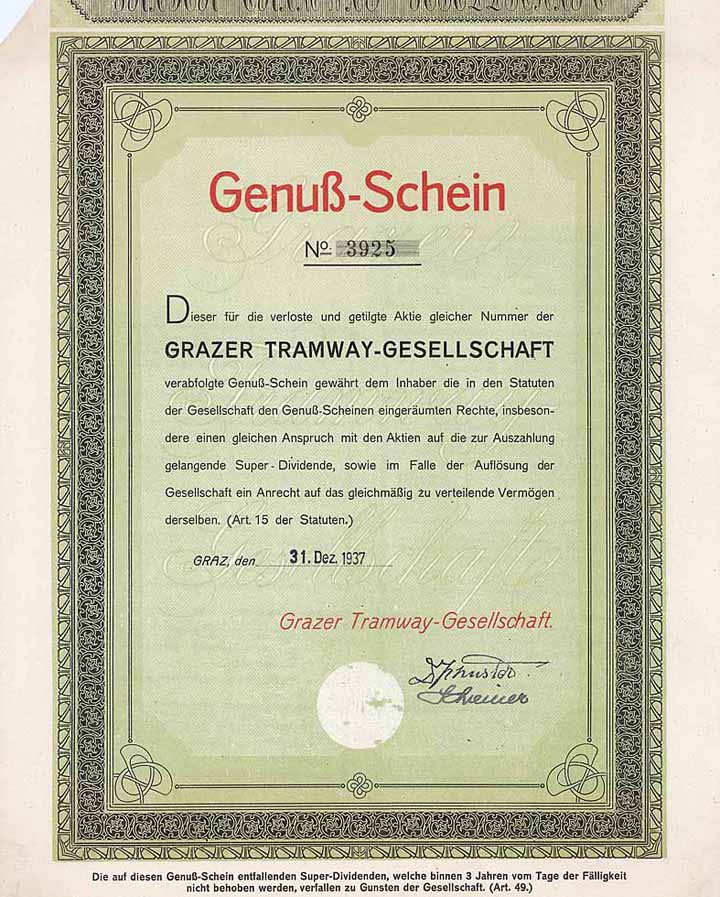 Genuß-Schein
No. 3925
Dieser für die verloste und getilgte Aktie gleicher Nummer der
GRAZER TRAMWAY-GESELLSCHAFT
verabfolgte Genuß-Schein gewährt dem Inhaber die in den Statuten
der Gesellschaft den Genuß-Scheinen eingeräumten Rechte, insbeson-
dere einen gleichen Anspruch mit den Aktien auf die zur Auszahlung
gelangende Super-Dividende, sowie im Falle der Auflösung der
Gesellschaft ein Anrecht auf das gleichmäßig zu verteilende Vermögen
derselben. (Art. 15 der Statuten.)
GRAZ, den 31. Dez. 1937
Grazer Tramway-Gesellschaft.
Schreiner
Die auf diesen Genuß-Schein entfallenden Super-Dividenden, welche binnen 3 Jahren vom Tage der Fälligkeit
nicht behoben werden, verfallen zu Gunsten der Gesellschaft. (Art. 49.)